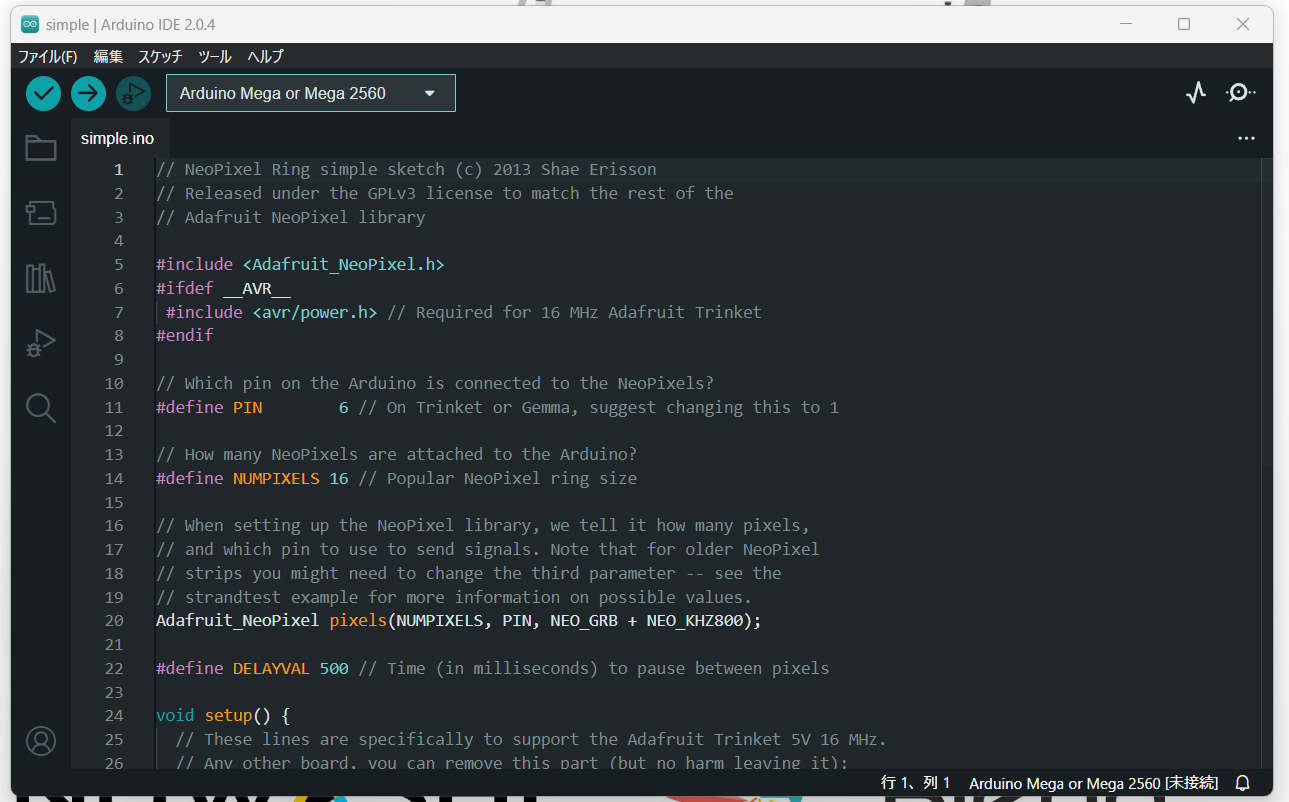 simple | Arduino IDE 2.0.4
ファイル(F) 編集 スケッチ ツール ヘルプ
Arduino Mega or Mega 2560
simple.ino
1 // NeoPixel Ring simple sketch (c) 2013 Shae Erisson
2 // Released under the GPLv3 license to match the rest of the
3 // Adafruit NeoPixel library
4
5 #include <Adafruit_NeoPixel.h>
6 #ifdef __AVR__
7 #include <avr/power.h> // Required for 16 MHz Adafruit Trinket
8 #endif
9
10 // Which pin on the Arduino is connected to the NeoPixels?
11 #define PIN        6 // On Trinket or Gemma, suggest changing this to 1
12
13 // How many NeoPixels are attached to the Arduino?
14 #define NUMPIXELS 16 // Popular NeoPixel ring size
15
16 // When setting up the NeoPixel library, we tell it how many pixels,
17 // and which pin to use to send signals. Note that for older NeoPixel
18 // strips you might need to change the third parameter -- see the
19 // strandtest example for more information on possible values.
20 Adafruit_NeoPixel pixels(NUMPIXELS, PIN, NEO_GRB + NEO_KHZ800);
21
22 #define DELAYVAL 500 // Time (in milliseconds) to pause between pixels
23
24 void setup() {
25   // These lines are specifically to support the Adafruit Trinket 5V 16 MHz.
26   // Any other board, you can remove this part (but no harm leaving it):
行 1、列 1 Arduino Mega or Mega 2560 [未接続]